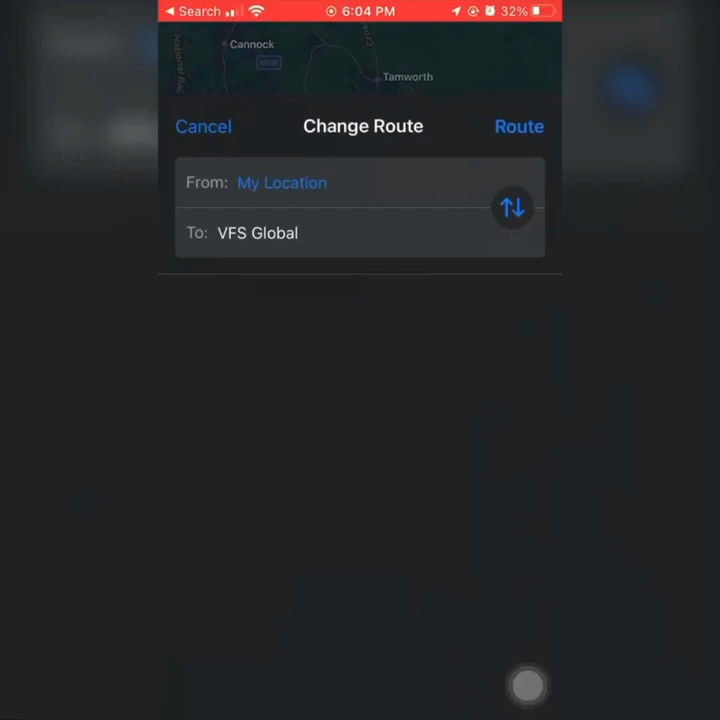 Search 6:04 PM 32%
Cannock
Tamworth
Cancel Change Route Route
From: My Location
To: VFS Global